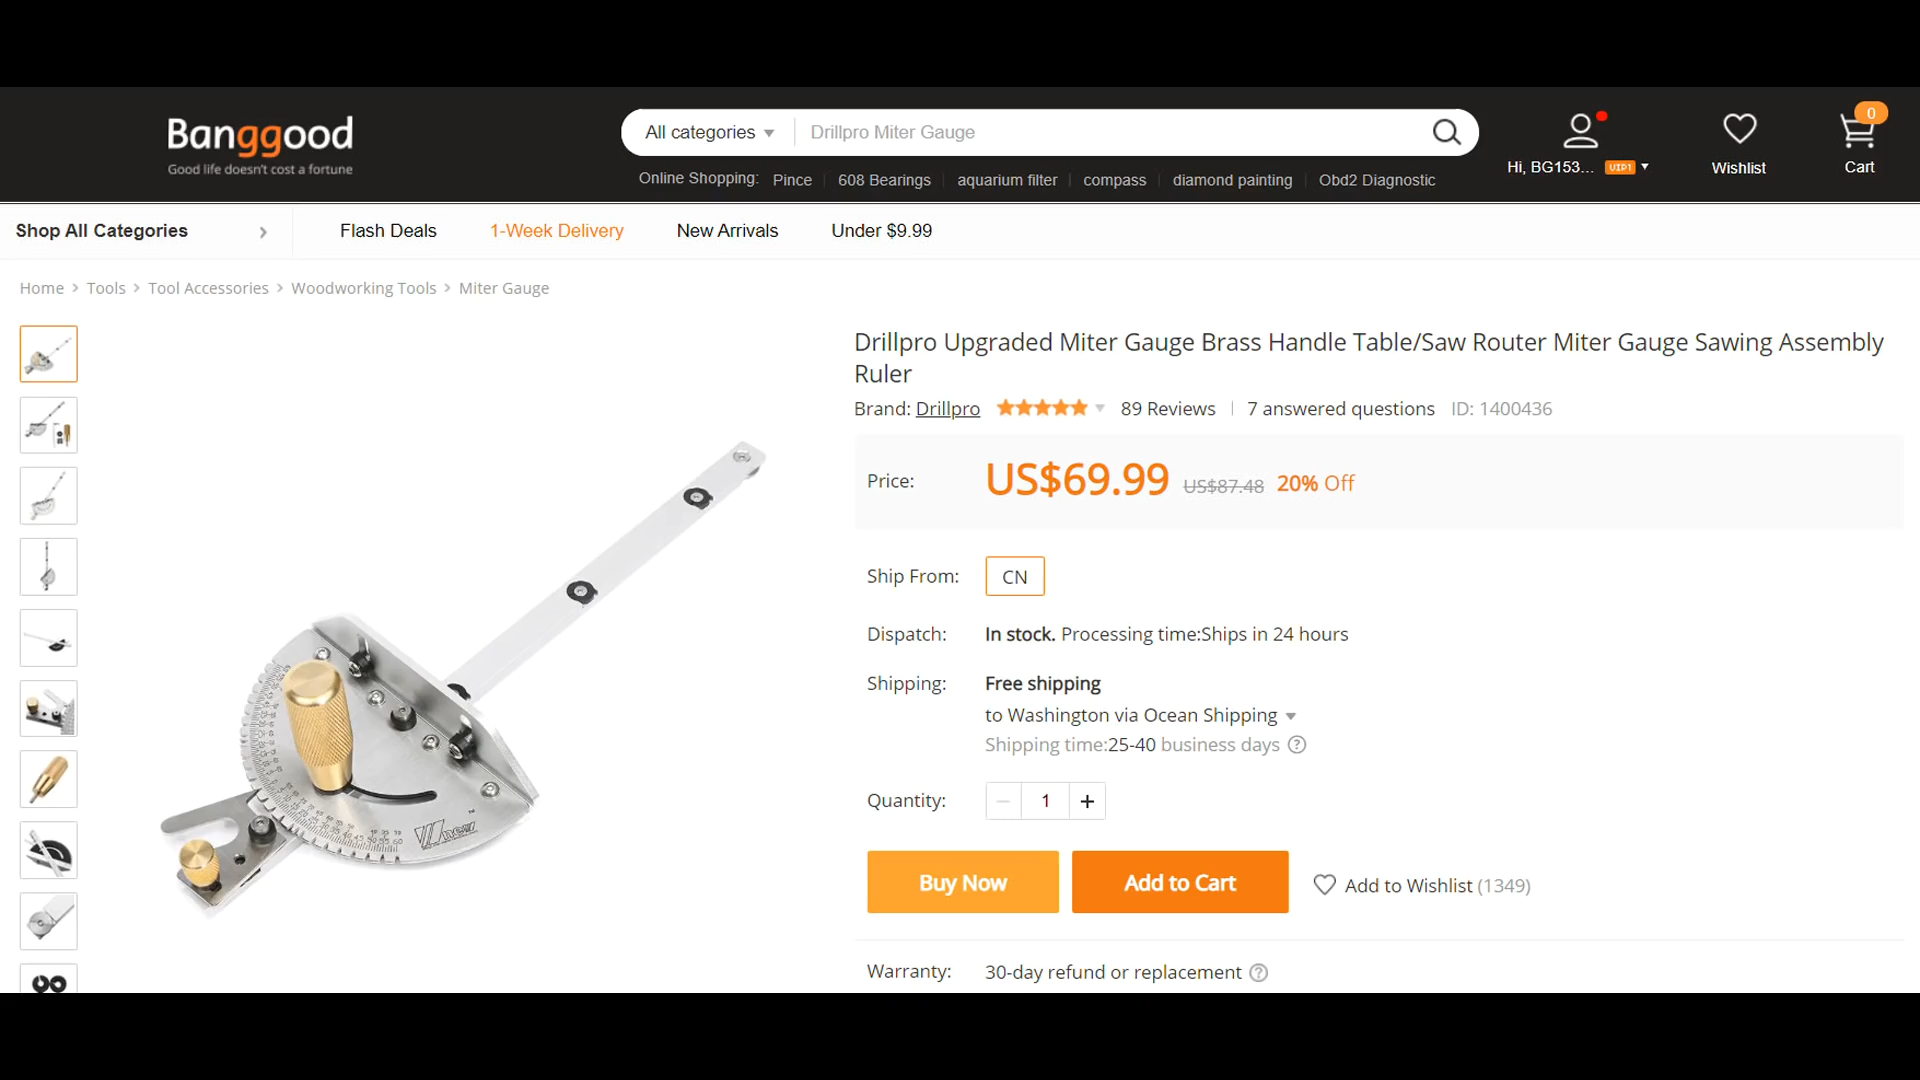 Banggood
Good life doesn't cost a fortune
All categories
Drillpro Miter Gauge
Online Shopping: Pince 608 Bearings aquarium filter compass diamond painting Obd2 Diagnostic
Hi, BG153... VIP1
Wishlist
0
Cart
Shop All Categories
Flash Deals 1-Week Delivery New Arrivals Under $9.99
Home > Tools > Tool Accessories > Woodworking Tools > Miter Gauge
Drillpro Upgraded Miter Gauge Brass Handle Table/Saw Router Miter Gauge Sawing Assembly
Ruler
Brand: Drillpro 89 Reviews 7 answered questions ID: 1400436
Price: US$69.99 US$87.48 20% Off
Ship From: CN
Dispatch: In stock. Processing time:Ships in 24 hours
Shipping: Free shipping
to Washington via Ocean Shipping
Shipping time:25-40 business days ?
Quantity: 1 +
Buy Now
Add to Cart
Add to Wishlist (1349)
Warranty: 30-day refund or replacement ?